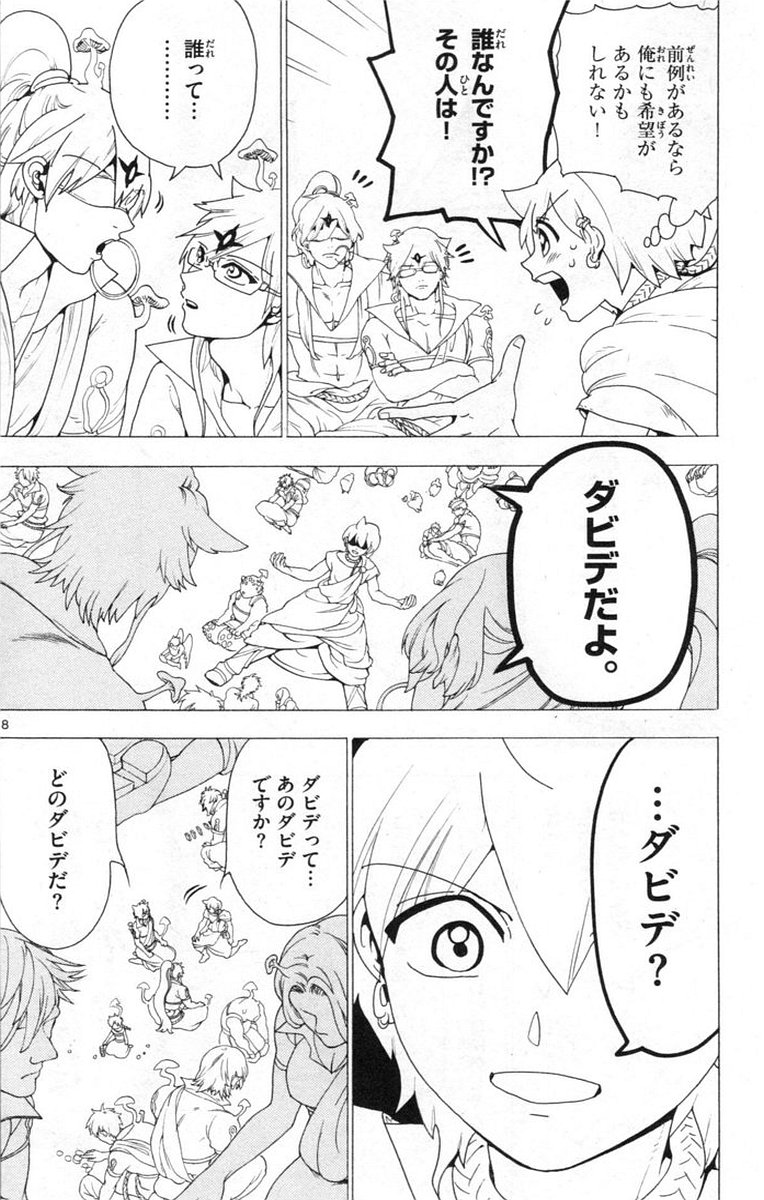 前例があるなら
俺にも希望が
あるかも
しれない！
誰なんですか!?
その人は！
誰って…
…………
ダビデだよ。
…ダビデ？
ダビデって…
あのダビデ
ですか？
どのダビデだ？
8